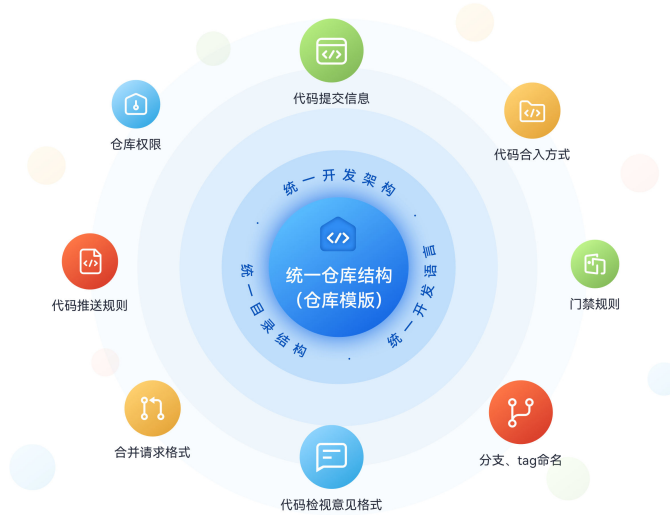 代码提交信息
仓库权限
代码合入方式
统一开发架构
统一仓库结构
（仓库模版）
统一目录结构
统一开发语言
代码推送规则
门禁规则
合并请求格式
分支、tag命名
代码检视意见格式